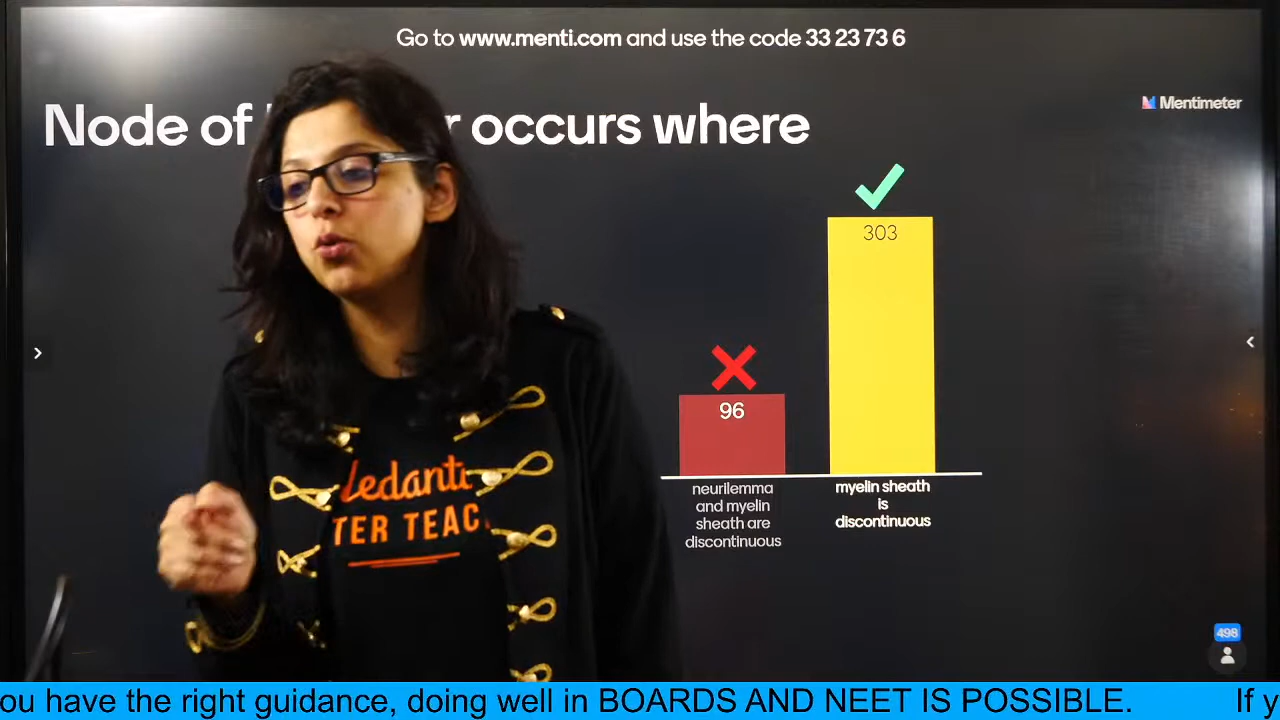 Go to www.menti.com and use the code 33 23 73 6
Mentimeter
Node of occurs where
303
96
neurilemma
and myelin
sheath are
discontinuous
myelin sheath
is
discontinuous
498
ou have the right guidance, doing well in BOARDS AND NEET IS POSSIBLE. If y